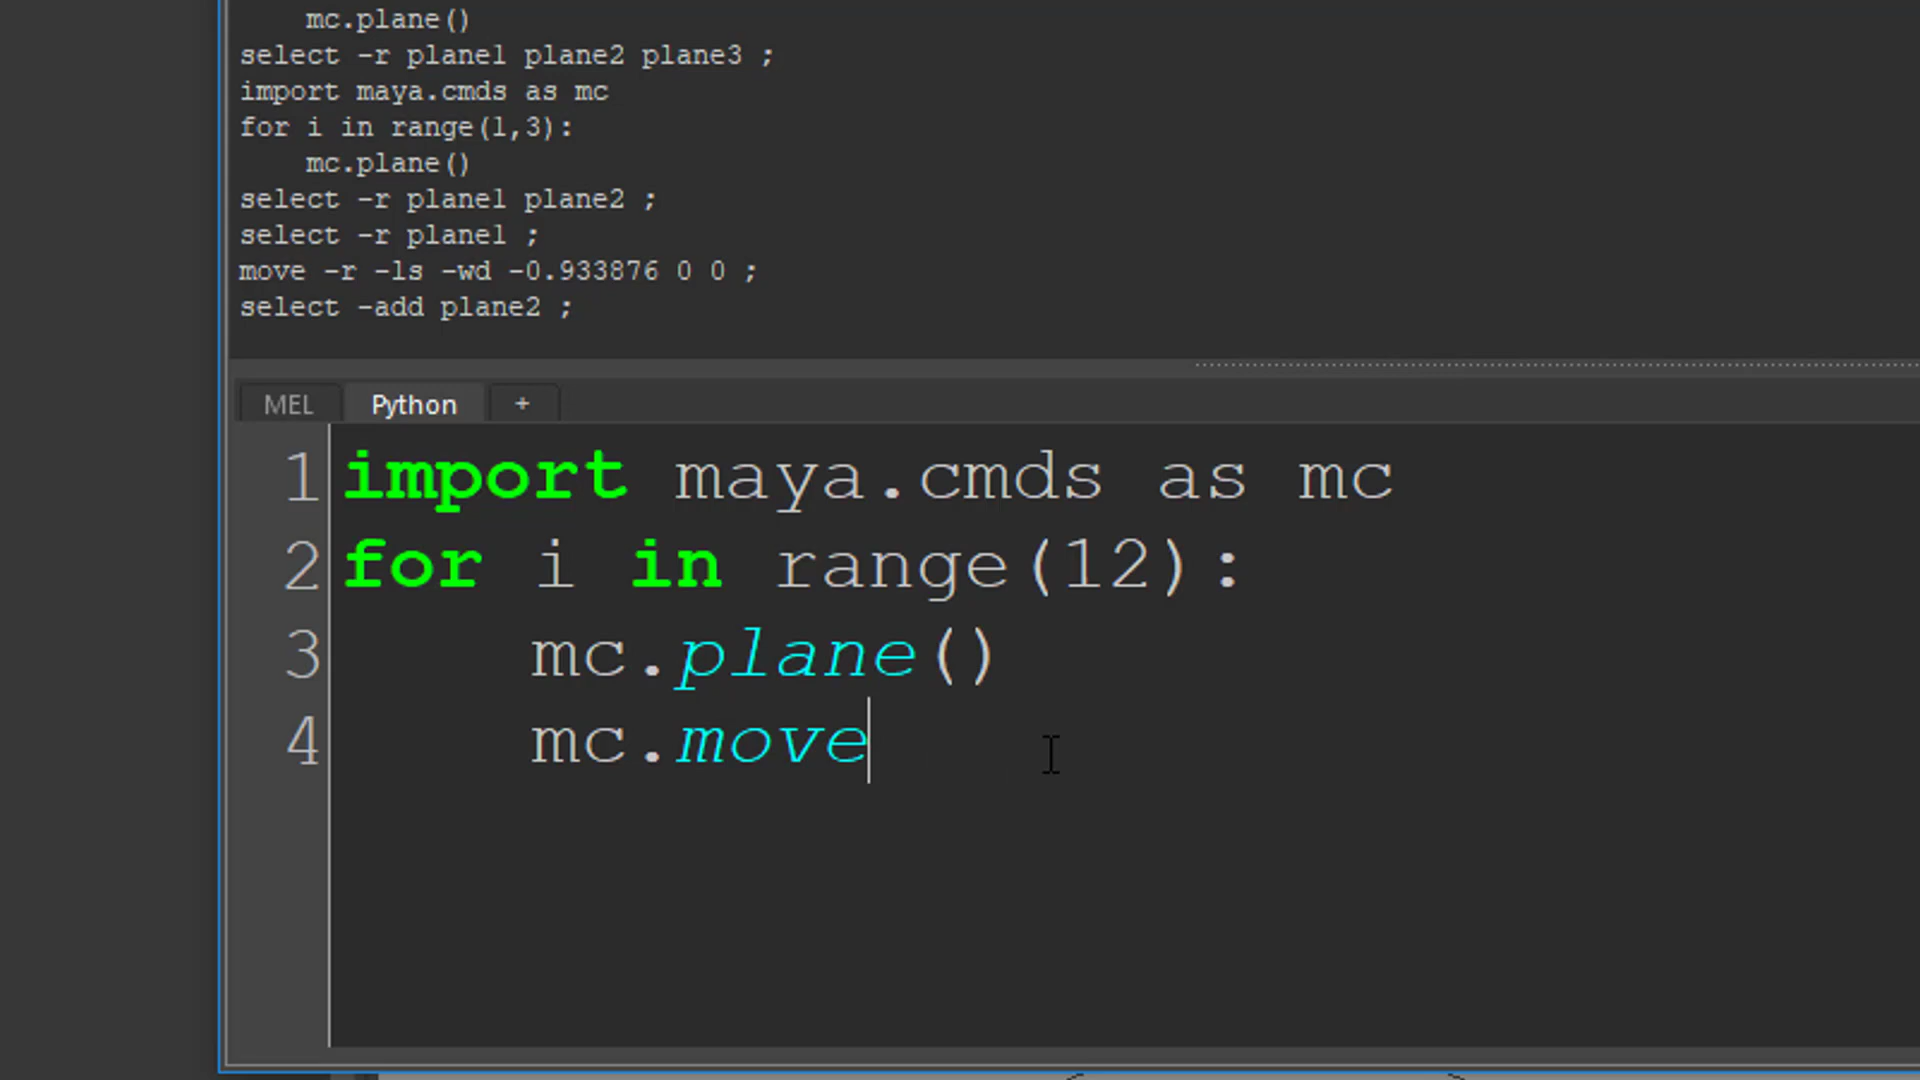 mc.plane()
select -r plane1 plane2 plane3 ;
import maya.cmds as mc
for i in range(1,3):
mc.plane()
select -r plane1 plane2 ;
select -r plane1 ;
move -r -ls -wd -0.933876 0 0 ;
select -add plane2 ;
MEL Python +
1 import maya.cmds as mc
2 for i in range(12):
3 mc.plane()
4 mc.move